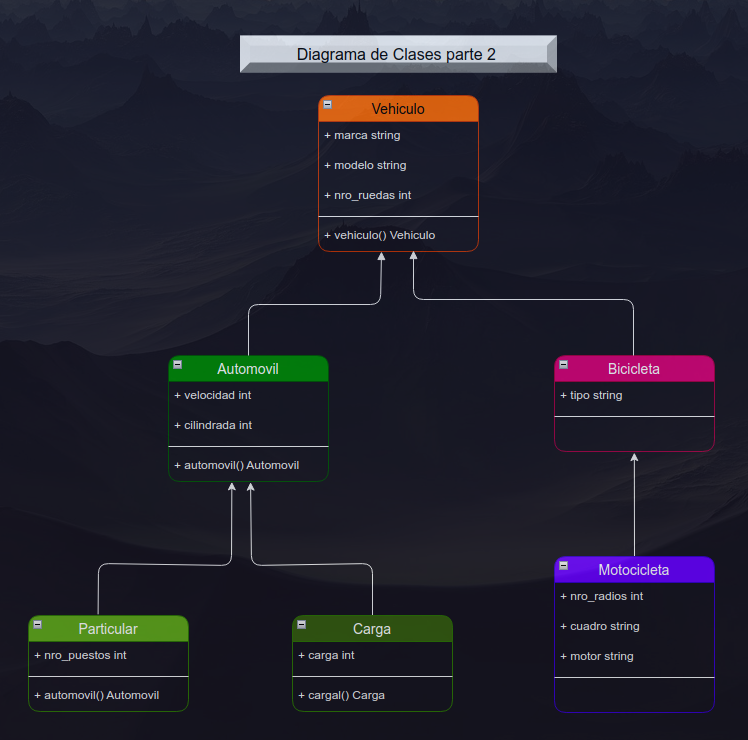 Diagrama de Clases parte 2
Vehiculo
+ marca string
+ modelo string
+ nro_ruedas int
+ vehiculo() Vehiculo
Automovil
+ velocidad int
+ cilindrada int
+ automovil() Automovil
Bicicleta
+ tipo string
Particular
+ nro_puestos int
+ automovil() Automovil
Carga
+ carga int
+ cargal() Carga
Motocicleta
+ nro_radios int
+ cuadro string
+ motor string